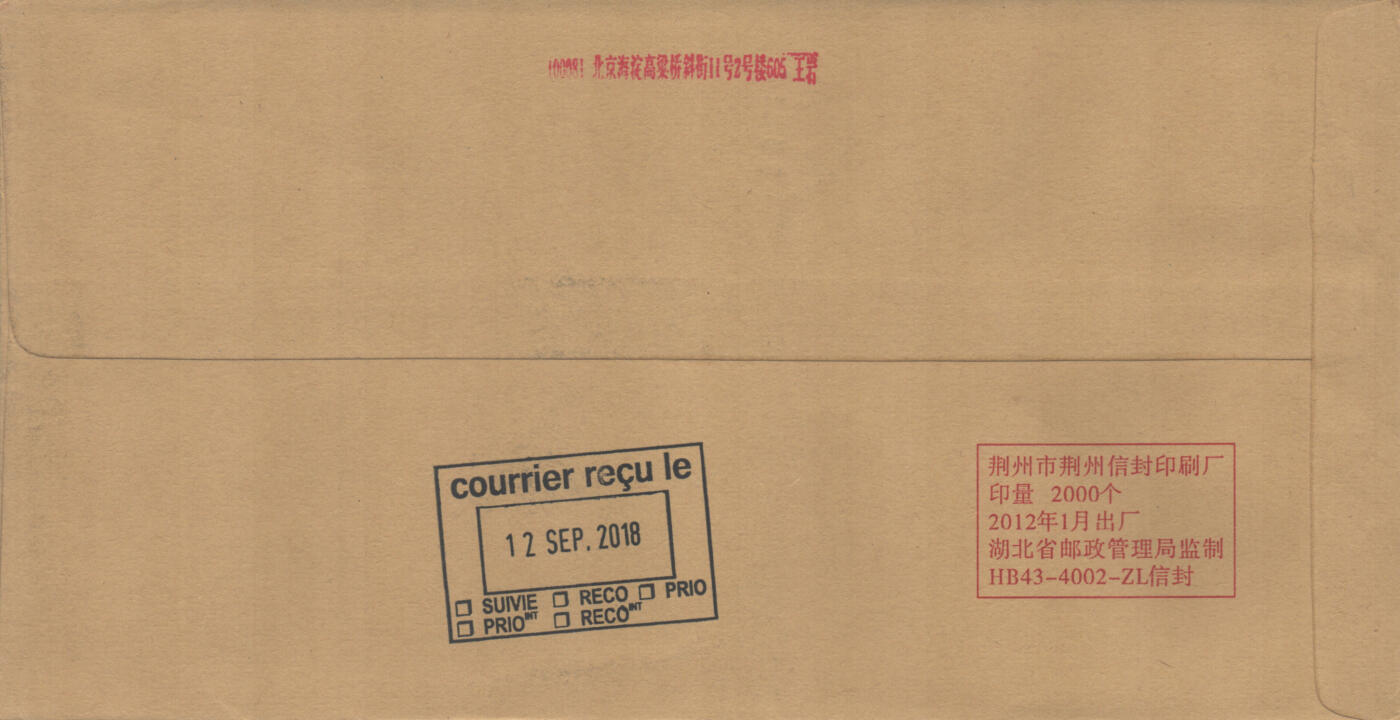 100081 北京海淀高梁桥斜街11号2号楼605 王岩
courrier reçu le
12 SEP. 2018
SUIVIE RECO PRIO
PRIO INT RECO INT
荆州市荆州信封印刷厂
印量 2000个
2012年1月出厂
湖北省邮政管理局监制
HB43-4002-ZL信封